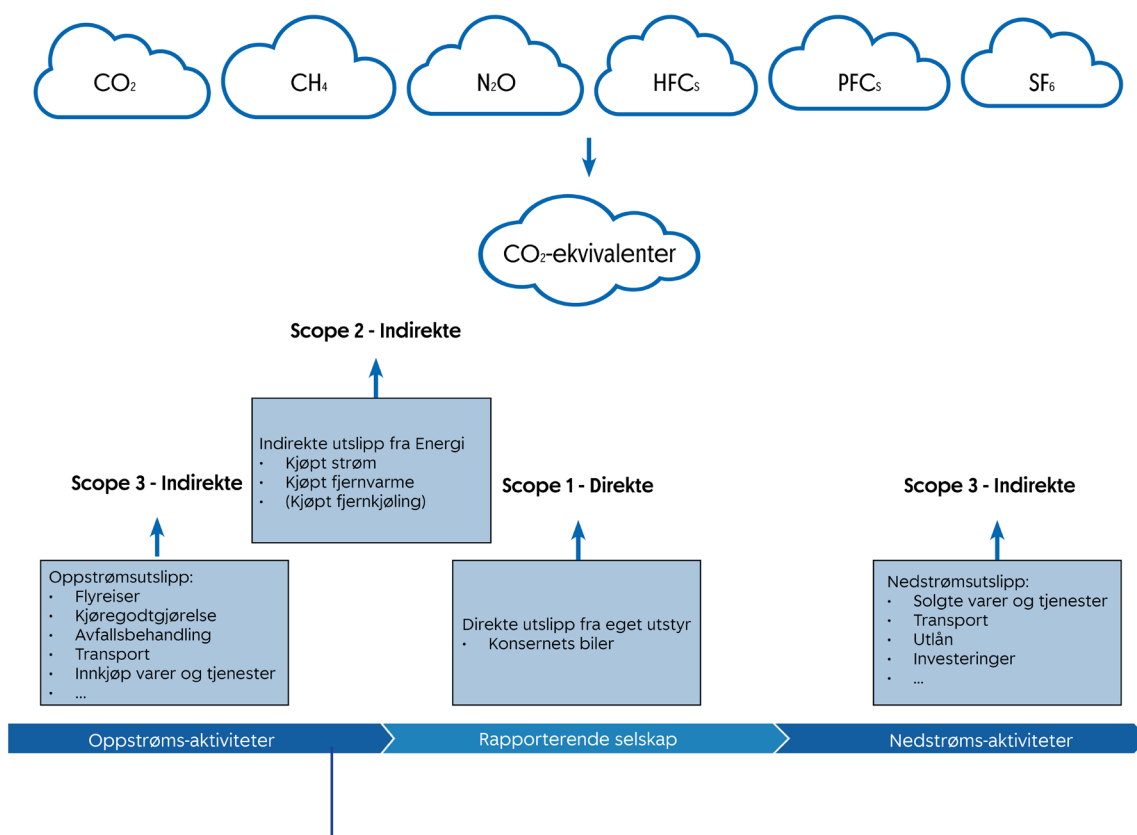 CO₂
CH₄
N₂O
HFCs
PFCs
SF₆
CO₂-ekvivalenter
Scope 2 - Indirekte
Indirekte utslipp fra Energi
• Kjøpt strøm
• Kjøpt fjernvarme
• (Kjøpt fjernkjøling)
Scope 3 - Indirekte
Oppstrømsutslipp:
• Flyreiser
• Kjøregodtgjørelse
• Avfallsbehandling
• Transport
• Innkjøp varer og tjenester
• ...
Scope 1 - Direkte
Direkte utslipp fra eget utstyr
• Konsernets biler
Scope 3 - Indirekte
Nedstrømsutslipp:
• Solgte varer og tjenester
• Transport
• Utlån
• Investeringer
• ...
Oppstrøms-aktiviteter
Rapporterende selskap
Nedstrøms-aktiviteter